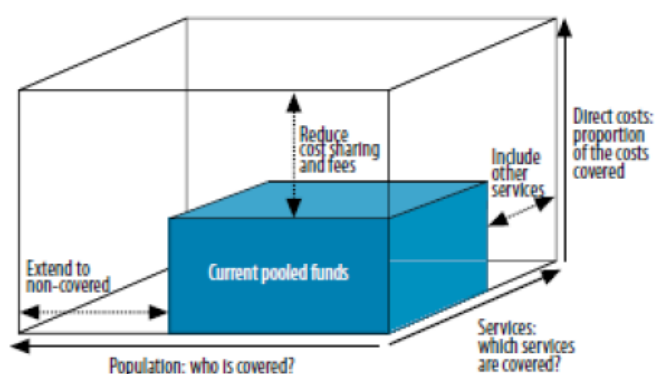 Reduce
cost sharing
and fees
Direct costs:
proportion
of the costs
covered
Include
other
services
Extend to
non-covered
Current pooled funds
Services:
which services
are covered?
Population: who is covered?